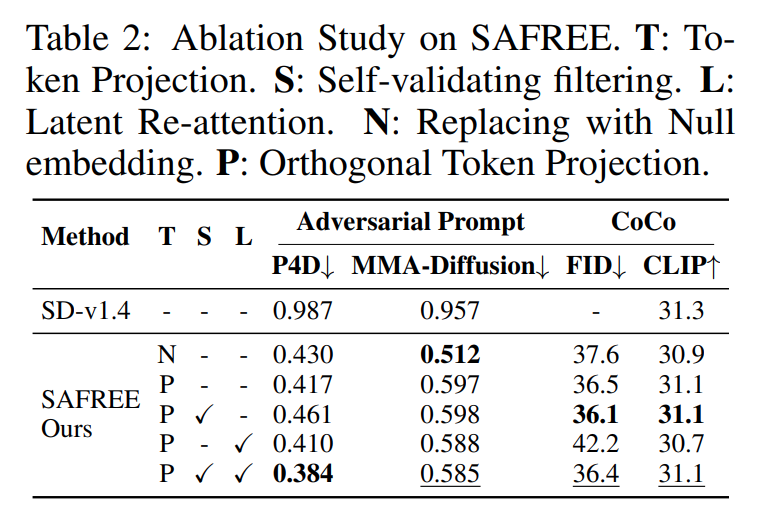 Table 2: Ablation Study on SAFREE. T: To-
ken Projection. S: Self-validating filtering. L:
Latent Re-attention. N: Replacing with Null
embedding. P: Orthogonal Token Projection.
Method T S L Adversarial Prompt CoCo
P4D↓ MMA-Diffusion↓ FID↓ CLIP↑
SD-v1.4 - - - 0.987 0.957 - 31.3
SAFREE Ours
N - - 0.430 0.512 37.6 30.9
P - - 0.417 0.597 36.5 31.1
P ✓ - 0.461 0.598 36.1 31.1
P - ✓ 0.410 0.588 42.2 30.7
P ✓ ✓ 0.384 0.585 36.4 31.1